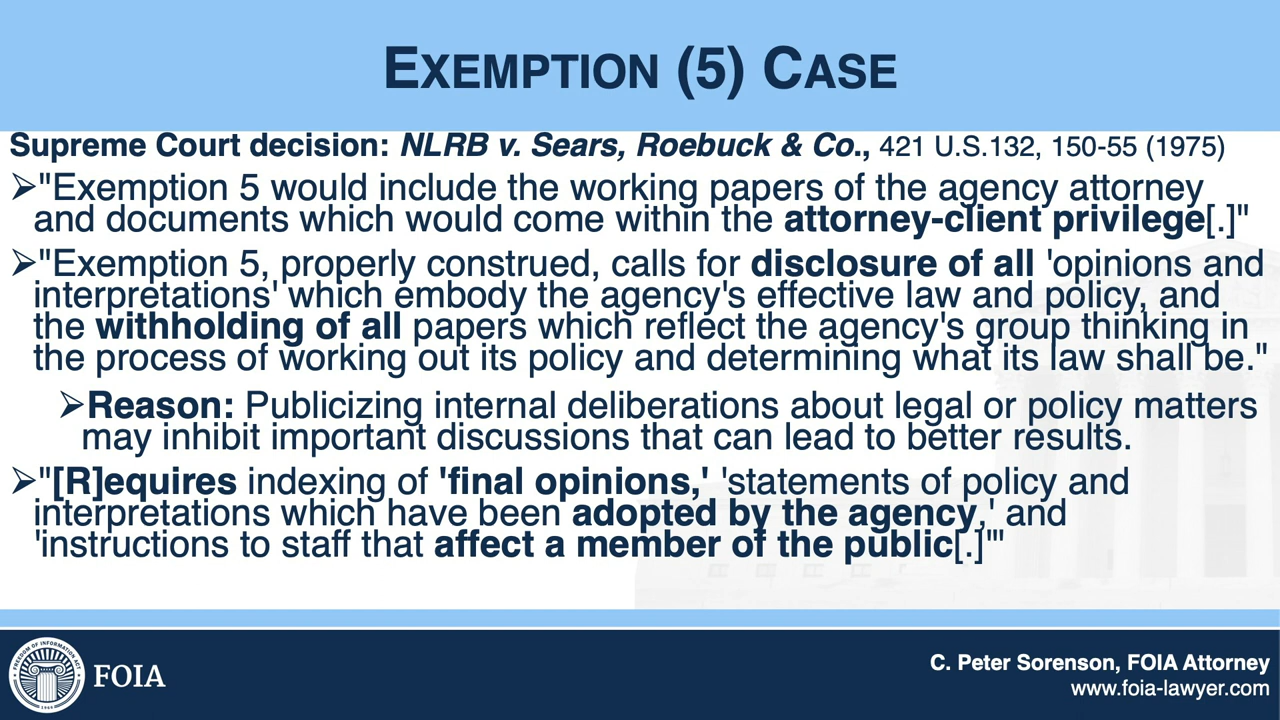 EXEMPTION (5) CASE
Supreme Court decision: NLRB v. Sears, Roebuck & Co., 421 U.S.132, 150-55 (1975)
➢"Exemption 5 would include the working papers of the agency attorney
and documents which would come within the attorney-client privilege[.]"
➢"Exemption 5, properly construed, calls for disclosure of all 'opinions and
interpretations' which embody the agency's effective law and policy, and
the withholding of all papers which reflect the agency's group thinking in
the process of working out its policy and determining what its law shall be."
➢Reason: Publicizing internal deliberations about legal or policy matters
may inhibit important discussions that can lead to better results.
➢"[R]equires indexing of 'final opinions,' 'statements of policy and
interpretations which have been adopted by the agency,' and
'instructions to staff that affect a member of the public[.]'"
FREEDOM OF INFORMATION ACT
1966
FOIA
C. Peter Sorenson, FOIA Attorney
www.foia-lawyer.com